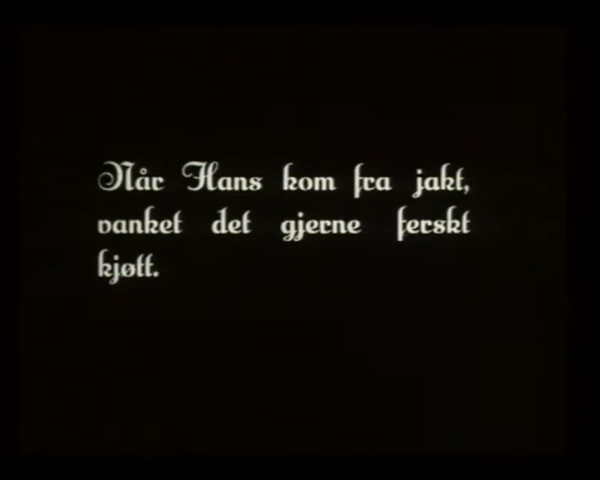 Når Hans kom fra jakt,
vanket det gjerne ferskt
kjøtt.